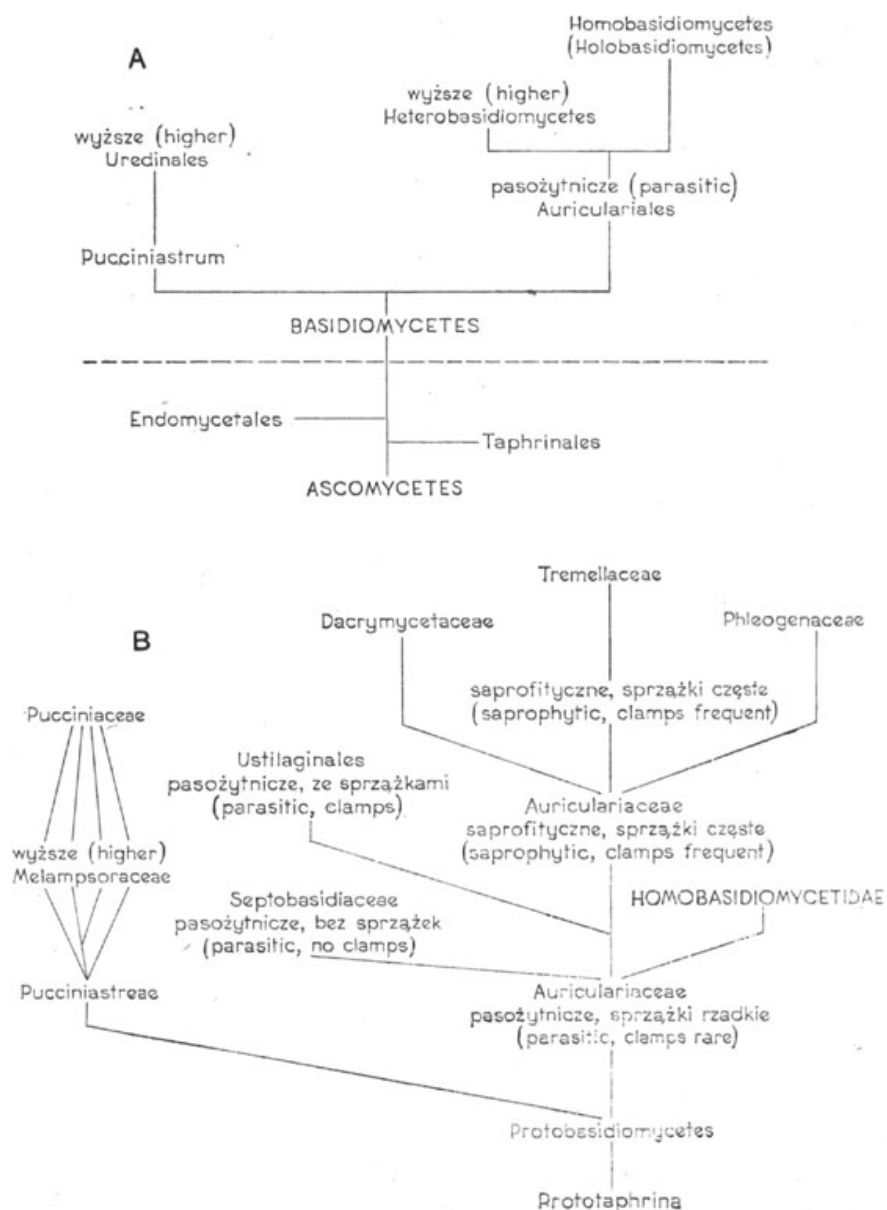 A
Homobasidiomycetes
(Holobasidiomycetes)
wyższe (higher)
Heterobasidiomycetes
wyższe (higher)
Uredinales
pasożytnicze (parasitic)
Auriculariales
Pucciniastrum
BASIDIOMYCETES
Endomycetales
Taphrinales
ASCOMYCETES
B
Tremellaceae
Dacrymycetaceae
Phleogenaceae
saprofityczne, sprzążki częste
(saprophytic, clamps frequent)
Pucciniaceae
Ustilaginales
pasożytnicze, ze sprzążkami
(parasitic, clamps)
Auriculariaceae
saprofityczne, sprzążki częste
(saprophytic, clamps frequent)
wyższe (higher)
Melampsoraceae
Septobasidiaceae
pasożytnicze, bez sprzążek
(parasitic, no clamps)
HOMOBASIDIOMYCETIDAE
Pucciniastreae
Auriculariaceae
pasożytnicze, sprzążki rzadkie
(parasitic, clamps rare)
Protobasidiomycetes
Prototaphrina